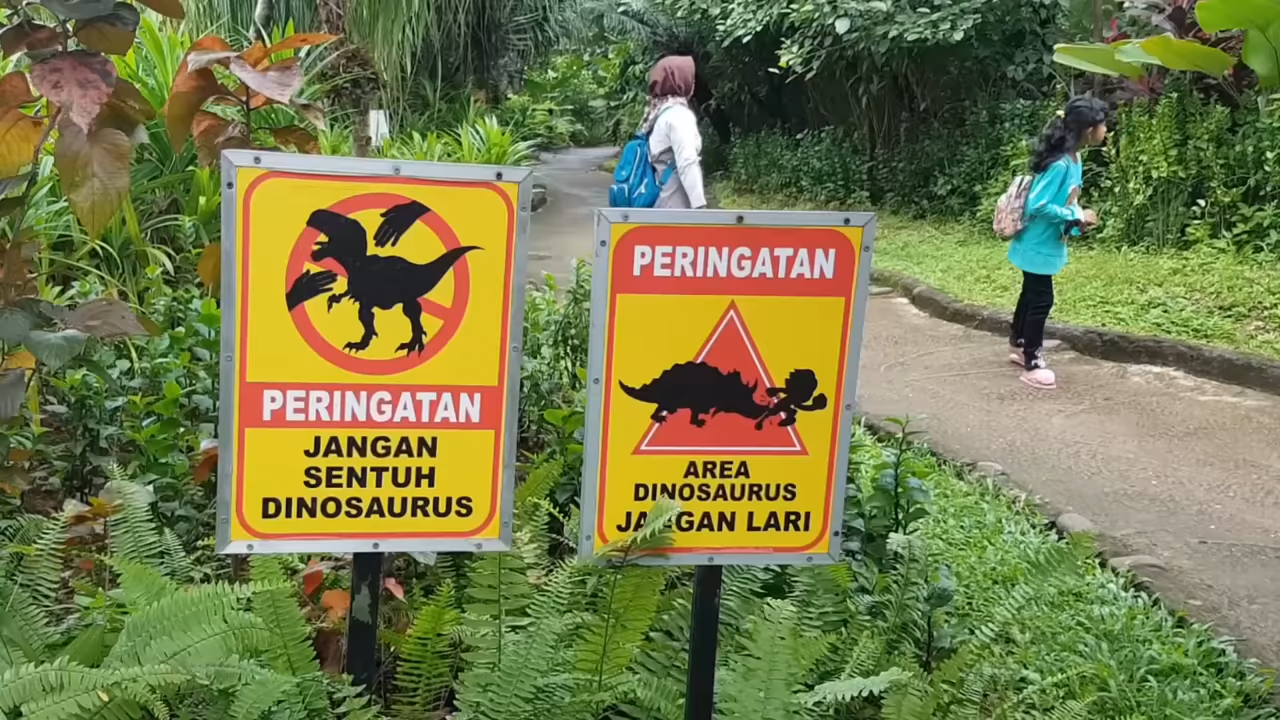 PERINGATAN
JANGAN
SENTUH
DINOSAURUS
PERINGATAN
AREA
DINOSAURUS
JANGAN LARI